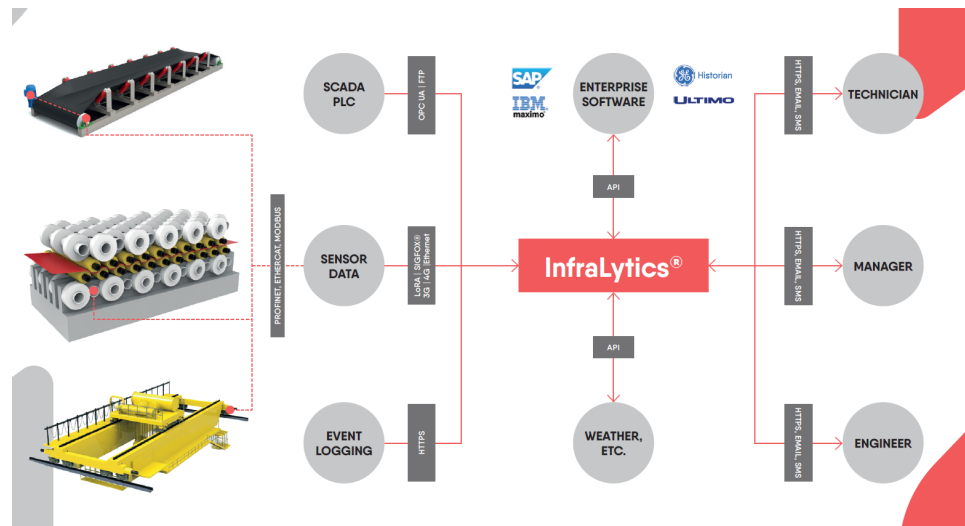 SCADA
PLC
OPC UA | FTP
SAP
IBM
maximo
ENTERPRISE
SOFTWARE
GE Historian
ULTIMO
HTTPS, EMAIL, SMS
TECHNICIAN
API
PROFINET, ETHERCAT, MODBUS
SENSOR
DATA
LoRA | SIGFOX®
3G | 4G |Ethernet
InfraLytics®
HTTPS, EMAIL, SMS
MANAGER
API
EVENT
LOGGING
HTTPS
WEATHER,
ETC.
HTTPS, EMAIL, SMS
ENGINEER